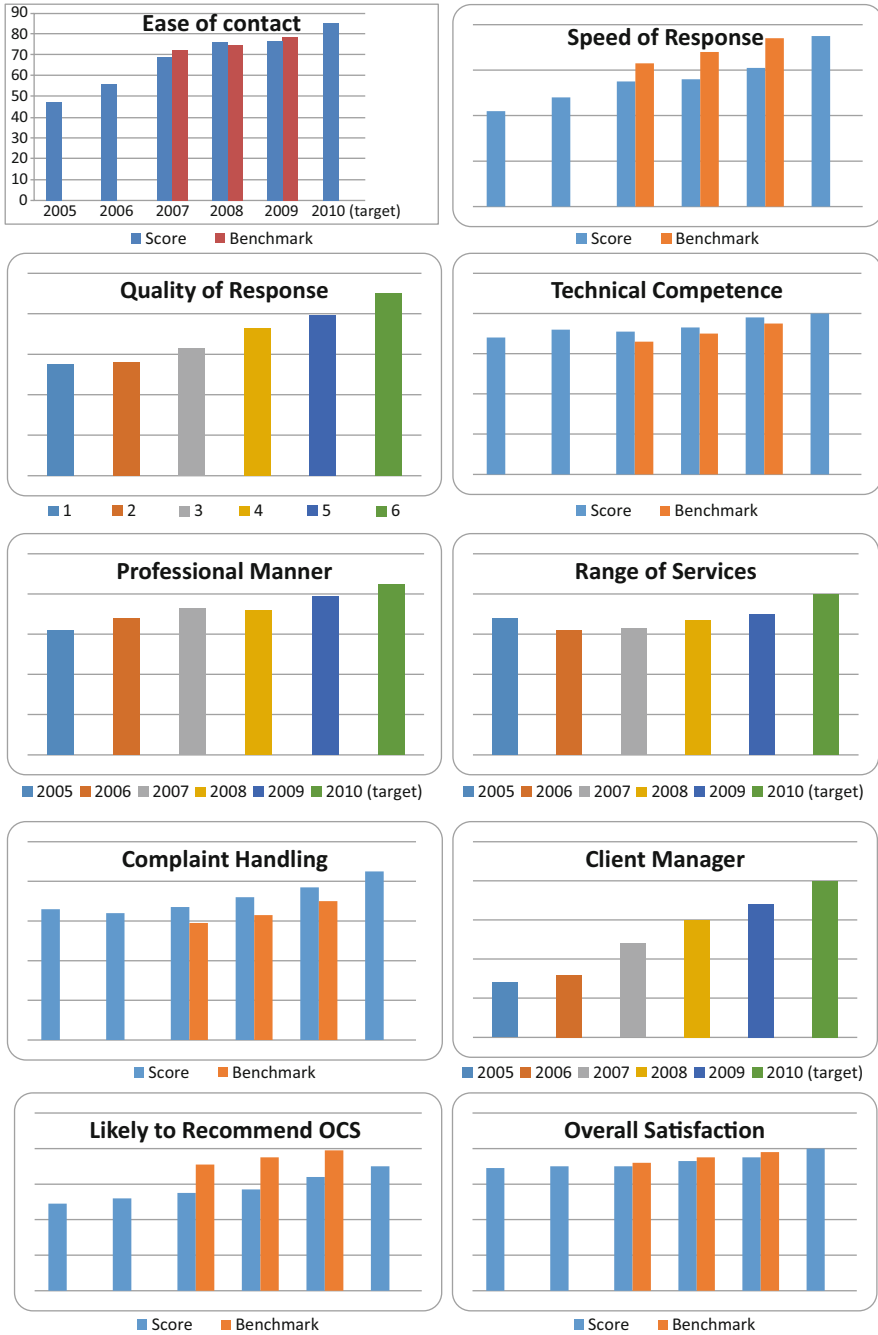 Ease of contact
90
80
70
60
50
40
30
20
10
0
2005 2006 2007 2008 2009 2010 (target)
Score Benchmark
Speed of Response
Score Benchmark
Quality of Response
1 2 3 4 5 6
Technical Competence
Score Benchmark
Professional Manner
2005 2006 2007 2008 2009 2010 (target)
Range of Services
2005 2006 2007 2008 2009 2010 (target)
Complaint Handling
Score Benchmark
Client Manager
2005 2006 2007 2008 2009 2010 (target)
Likely to Recommend OCS
Score Benchmark
Overall Satisfaction
Score Benchmark